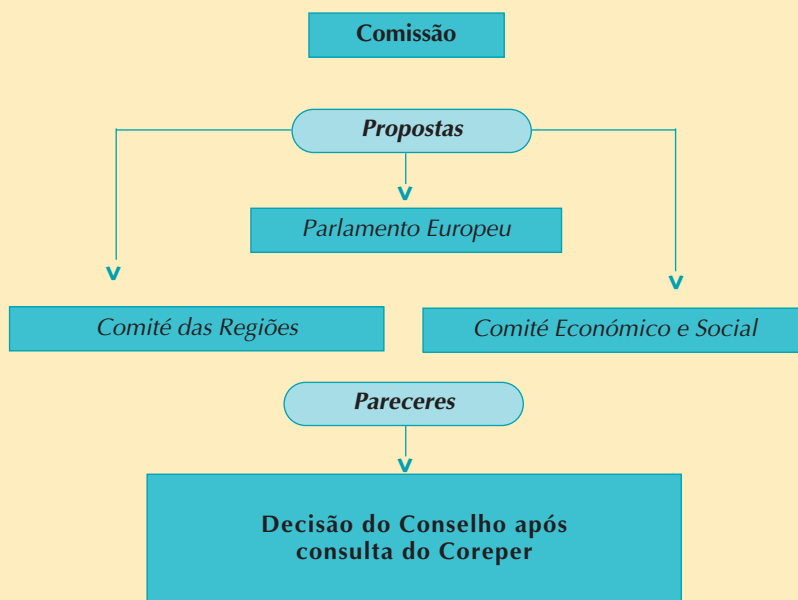 Comissão
Propostas
Parlamento Europeu
Comité das Regiões
Comité Económico e Social
Pareceres
Decisão do Conselho após
consulta do Coreper